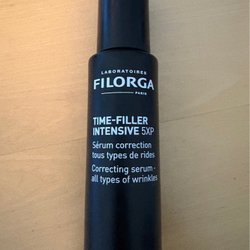 LABORATOIRES
FILORGA
PARIS
TIME-FILLER
INTENSIVE 5XP
Sérum correction
tous types de rides
Correcting serum -
all types of wrinkles